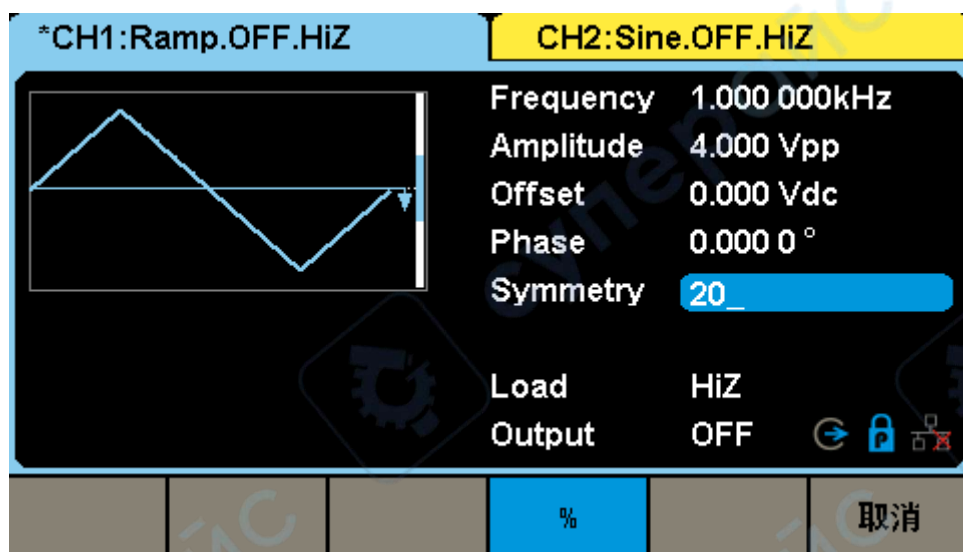 *CH1:Ramp.OFF.HiZ
CH2:Sine.OFF.HiZ
Frequency 1.000 000kHz
Amplitude 4.000 Vpp
Offset 0.000 Vdc
Phase 0.000 0 °
Symmetry 20_
Load HiZ
Output OFF
% 取消